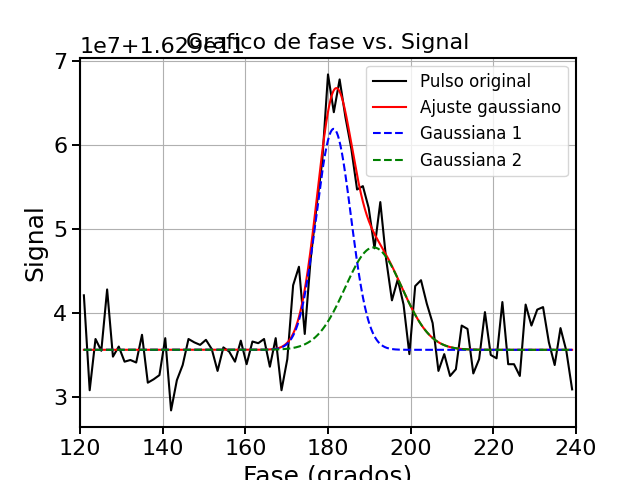 1e7+1.629e11
Grafico de fase vs. Signal
Pulso original
Ajuste gaussiano
Gaussiana 1
Gaussiana 2
Signal
7
6
5
4
3
120 140 160 180 200 220 240
Fase (grados)